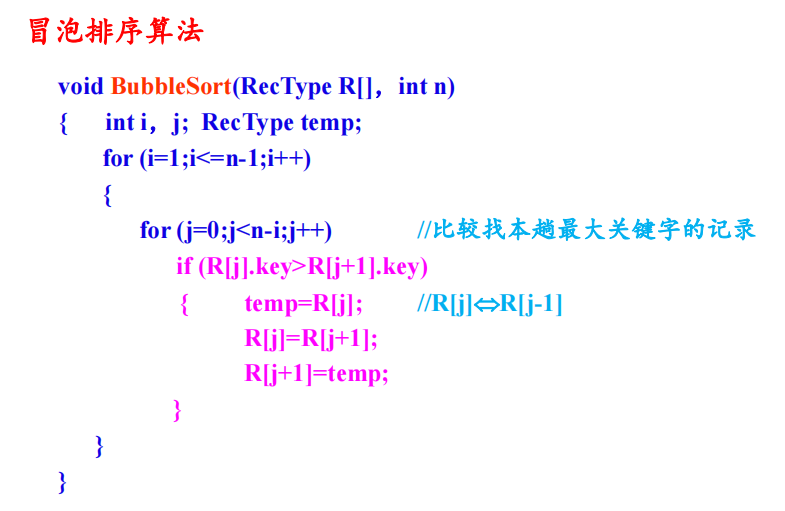 冒泡排序算法
void BubbleSort(RecType R[]，int n)
{ int i，j; RecType temp;
for (i=1;i<=n-1;i++)
{
for (j=0;j<n-i;j++) //比较找本趟最大关键字的记录
if (R[j].key>R[j+1].key)
{ temp=R[j]; //R[j]⇔R[j-1]
R[j]=R[j+1];
R[j+1]=temp;
}
}
}